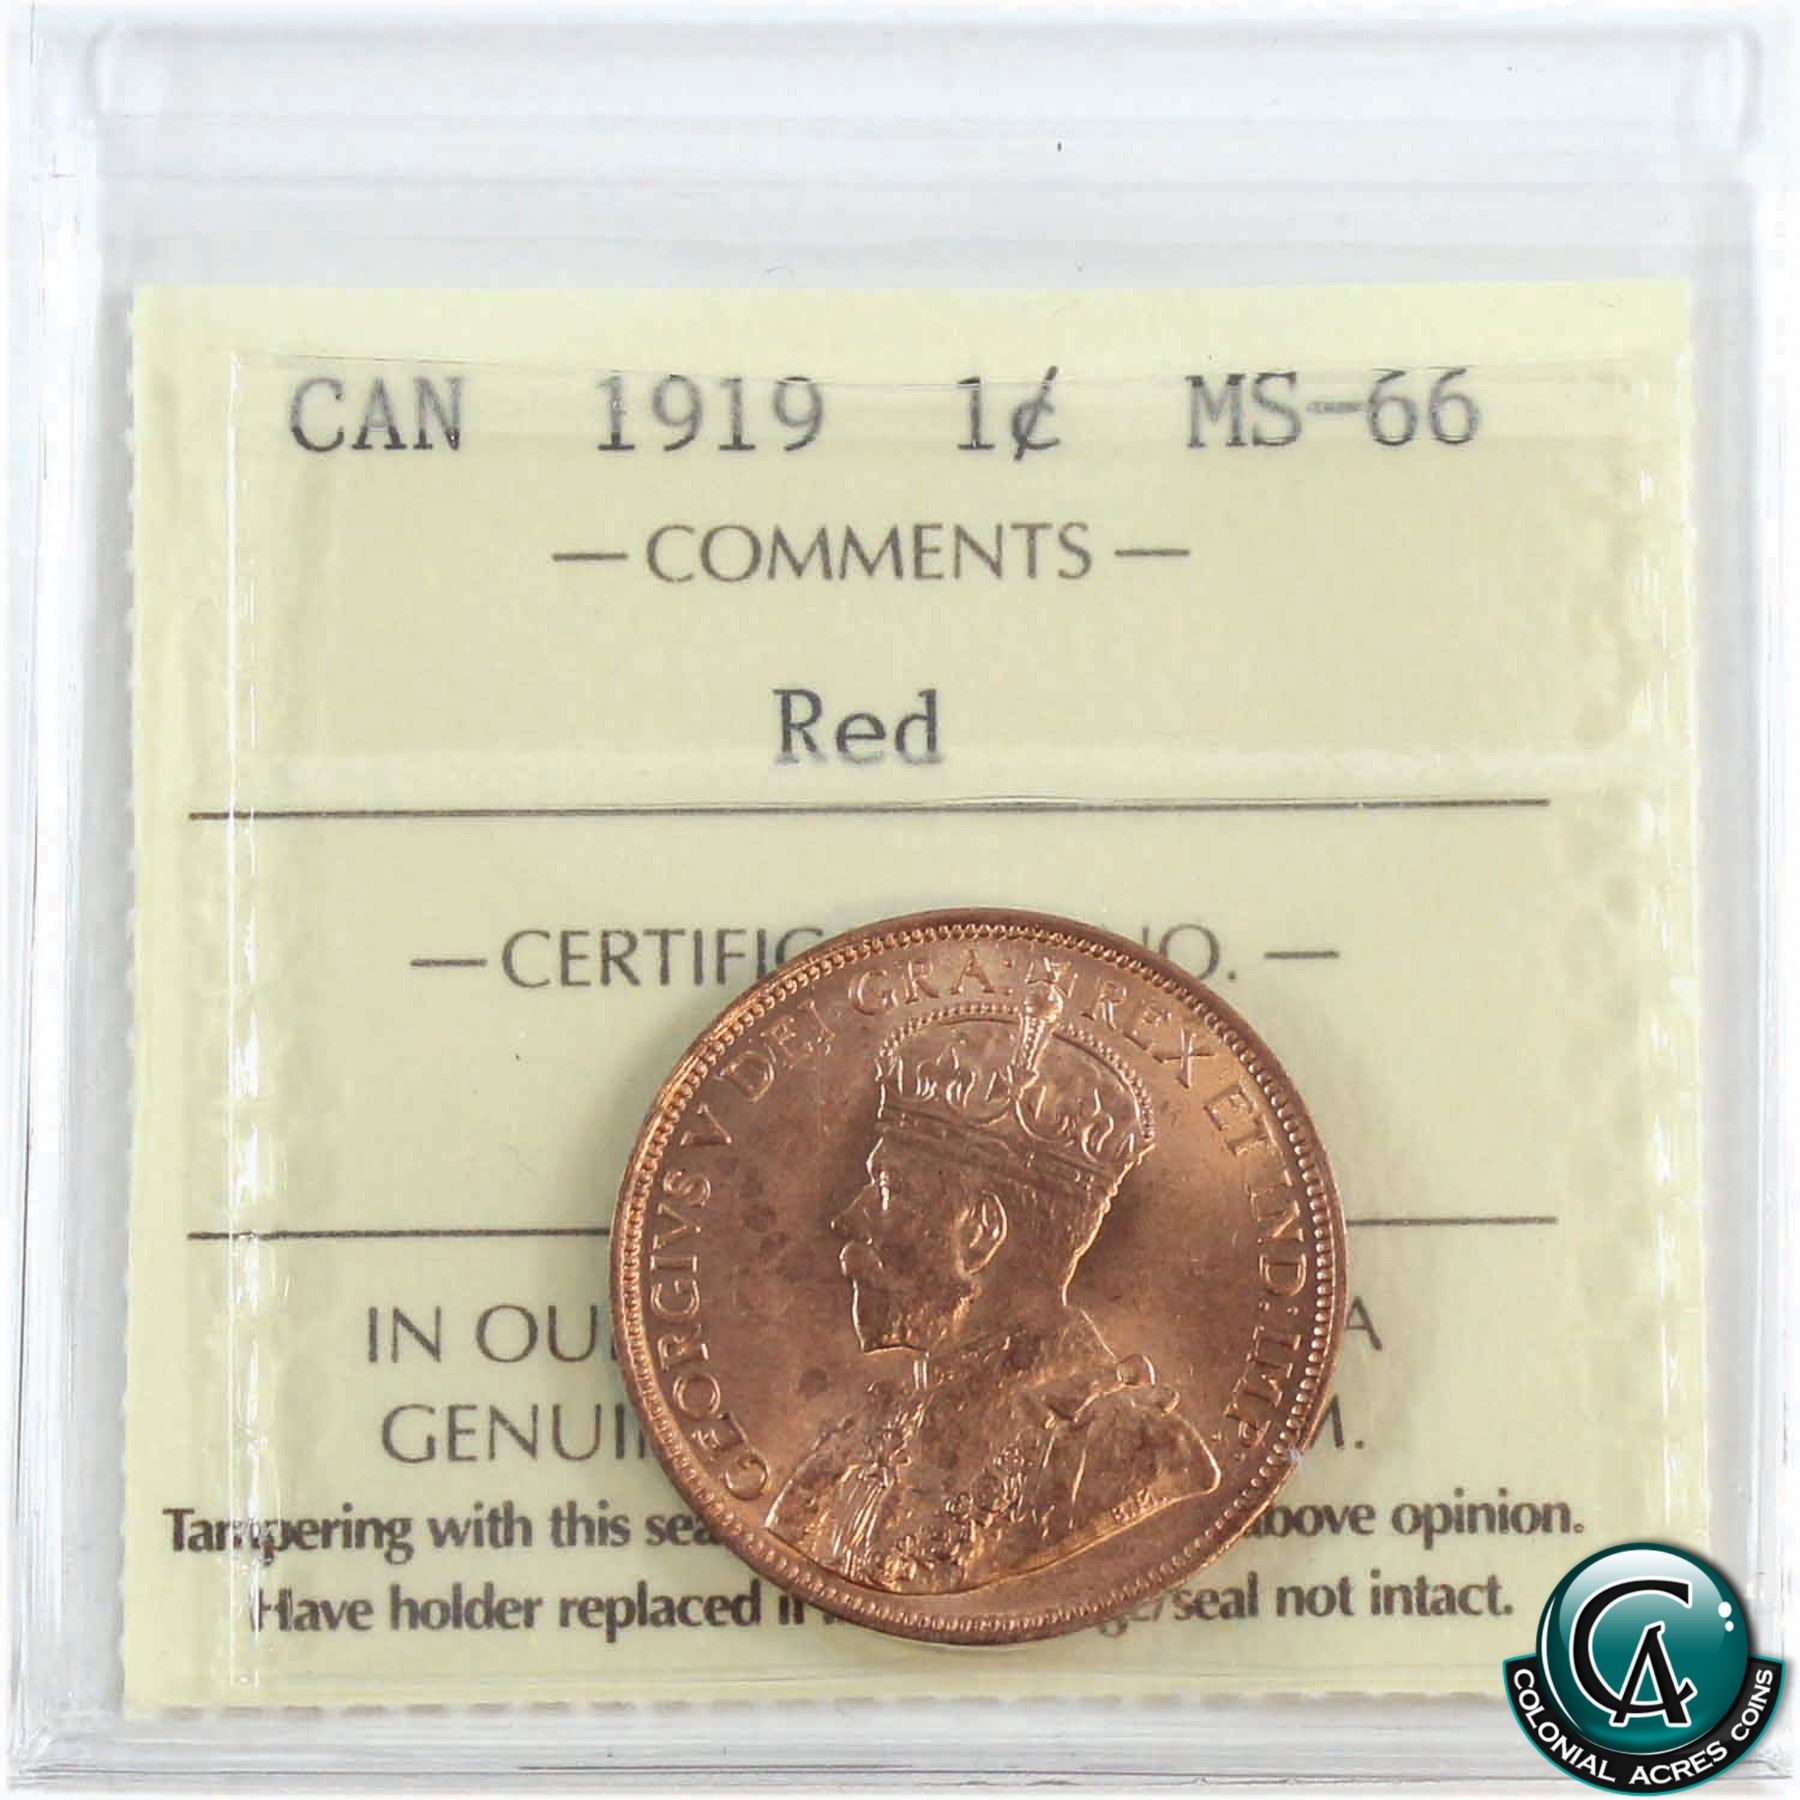 CAN 1919 1¢ MS-66
— COMMENTS —
Red
— CERTIFIC O. —
IN OU A
GENUI M.
Tampering with this sea above opinion.
Have holder replaced seal not intact.
GEORGIVS V DEI GRA: REX ET IND: IMP:
B.M.
CA
COLONIAL ACRES COINS